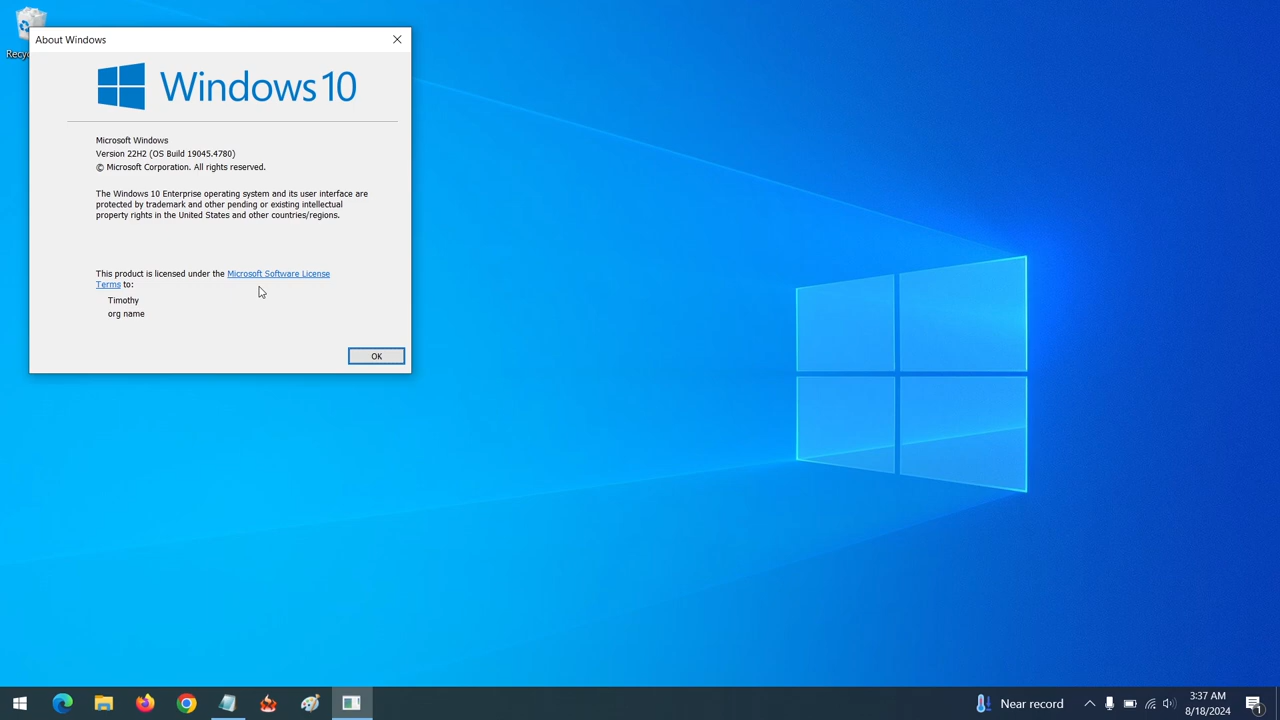 Recyc
About Windows
Windows 10
Microsoft Windows
Version 22H2 (OS Build 19045.4780)
© Microsoft Corporation. All rights reserved.
The Windows 10 Enterprise operating system and its user interface are
protected by trademark and other pending or existing intellectual
property rights in the United States and other countries/regions.
This product is licensed under the Microsoft Software License
Terms to:
Timothy
org name
OK
Near record
3:37 AM
8/18/2024
1